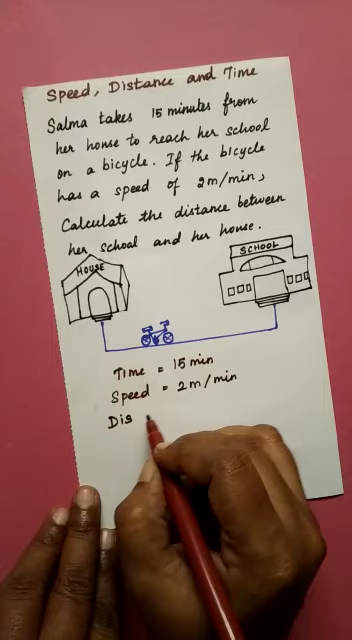 Speed, Distance and Time
Salma takes 15 minutes from
her house to reach her school
on a bicycle. If the bicycle
has a speed of 2m/min,
Calculate the distance between
her school and her house.
SCHOOL
HOUSE
Time = 15 min
Speed = 2m/min
Dis